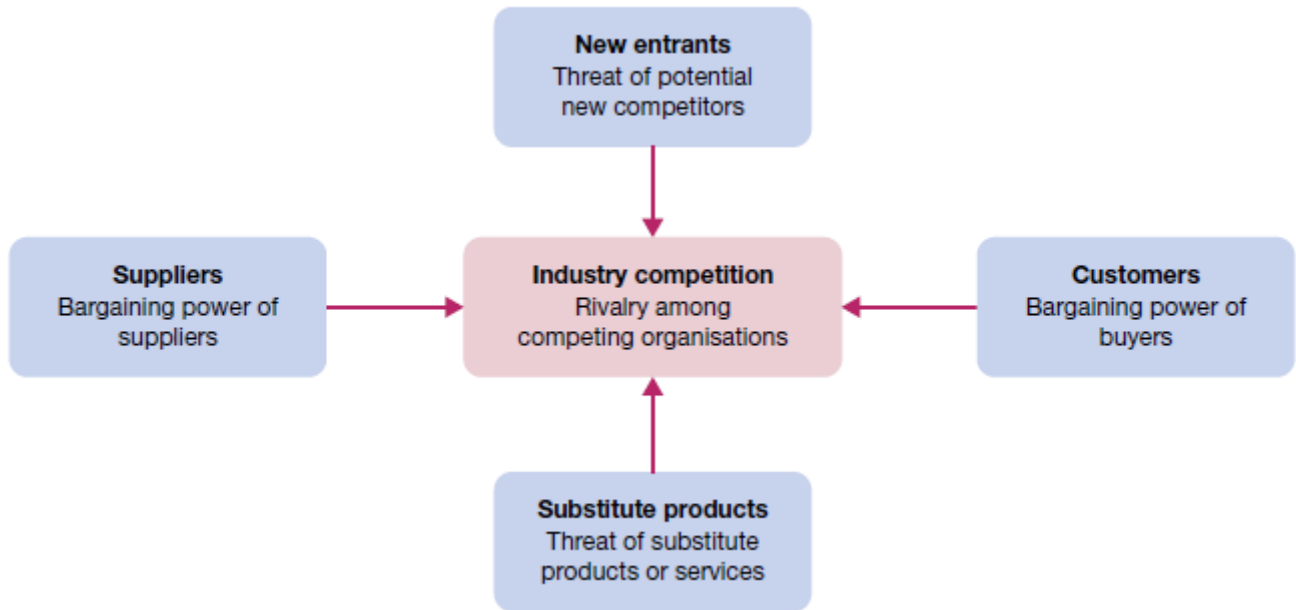 New entrants
Threat of potential
new competitors
Suppliers
Bargaining power of
suppliers
Industry competition
Rivalry among
competing organisations
Customers
Bargaining power of
buyers
Substitute products
Threat of substitute
products or services